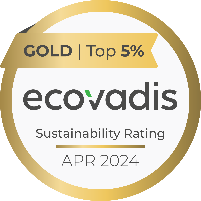 GOLD | Top 5%
ecovadis
Sustainability Rating
APR 2024